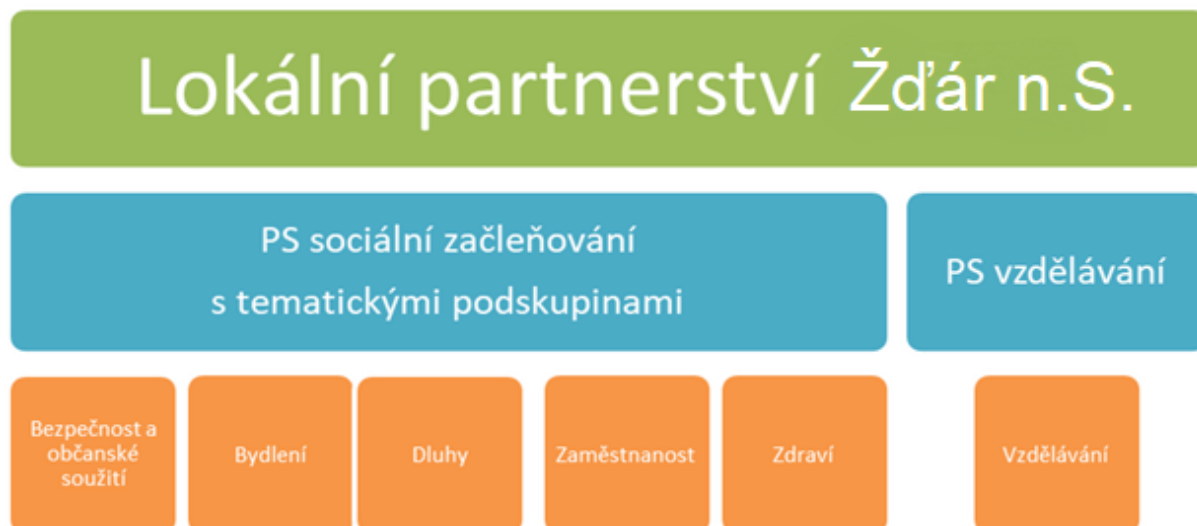 Lokální partnerství Žďár n.S.
PS sociální začleňování
s tematickými podskupinami
PS vzdělávání
Bezpečnost a
občanské
soužití
Bydlení
Dluhy
Zaměstnanost
Zdraví
Vzdělávání